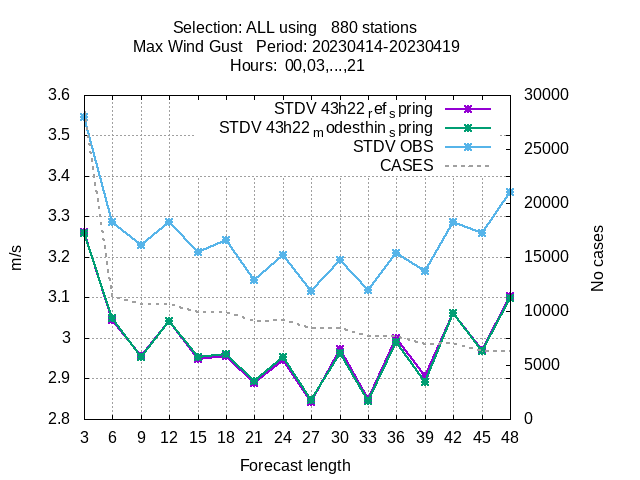 Selection: ALL using   880 stations
Max Wind Gust   Period: 20230414-20230419
Hours:  00,03,...,21
STDV 43h22_ref_spring
STDV 43h22_modesthin_spring
STDV OBS
CASES
3.6
3.5
3.4
3.3
3.2
3.1
3
2.9
2.8
m/s
30000
25000
20000
15000
10000
5000
0
No cases
3 6 9 12 15 18 21 24 27 30 33 36 39 42 45 48
Forecast length